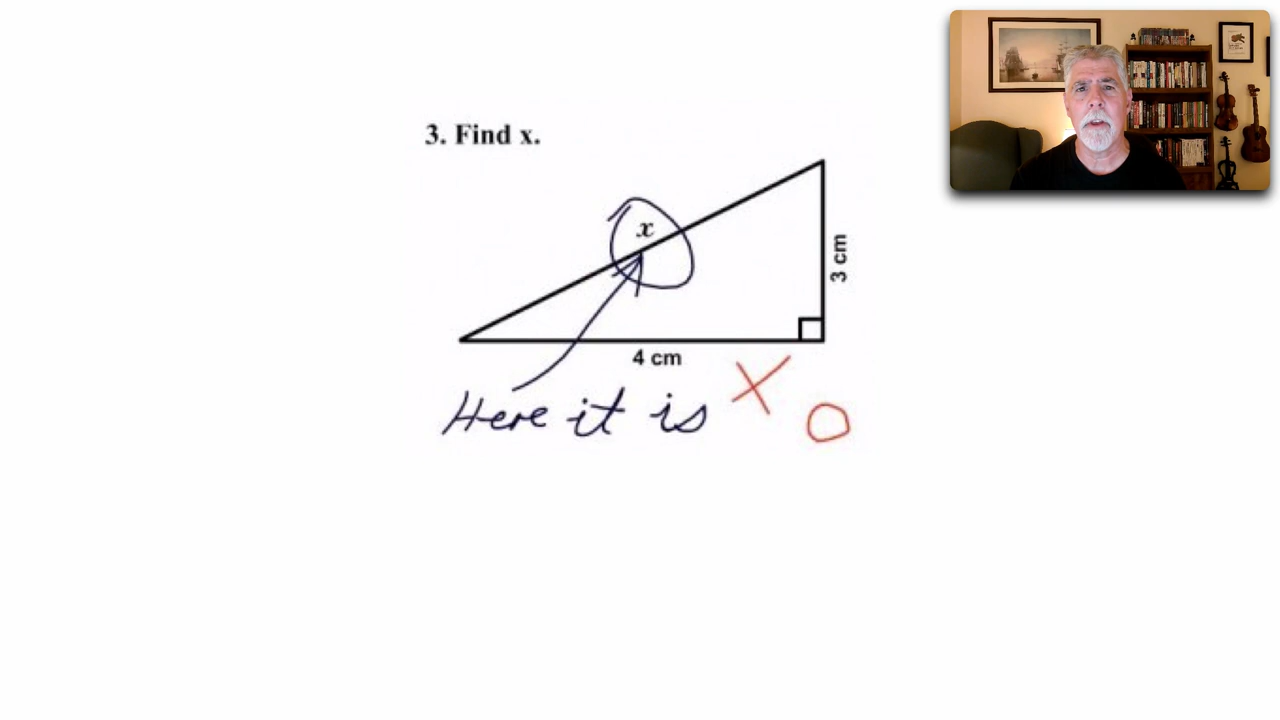 3. Find x.
x
3 cm
4 cm
Here it is X O